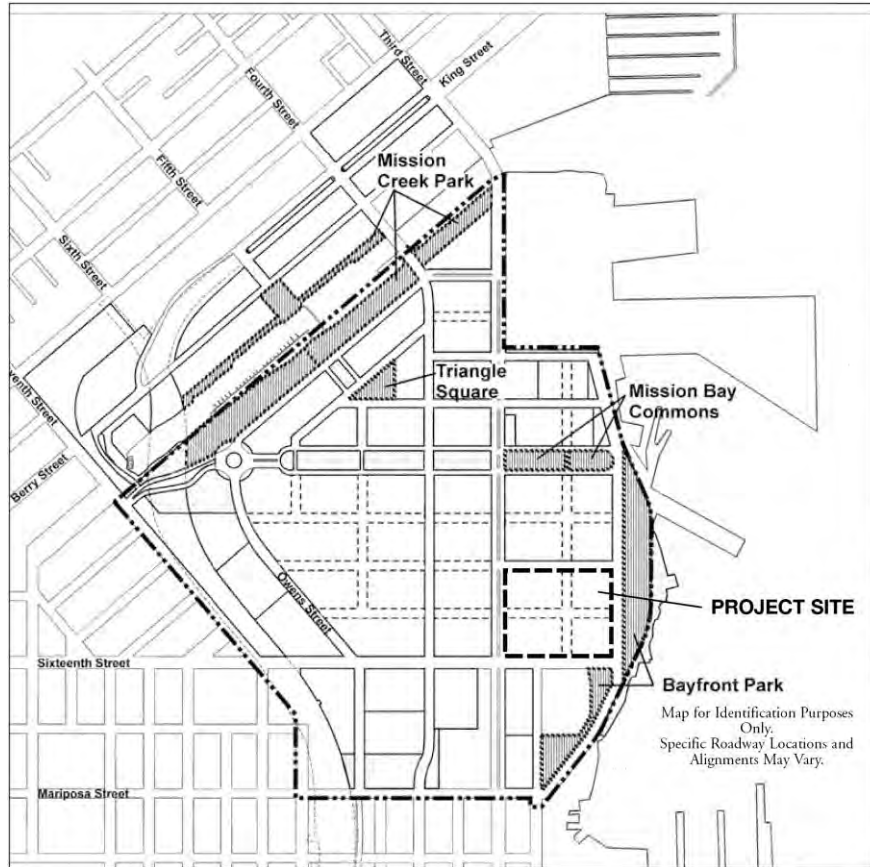 Third Street
King Street
Fourth Street
Fifth Street
Sixth Street
Mission
Creek Park
Triangle
Square
Mission Bay
Commons
venth Street
Berry Street
Owens Street
PROJECT SITE
Sixteenth Street
Bayfront Park
Map for Identification Purposes
Only.
Specific Roadway Locations and
Alignments May Vary.
Mariposa Street